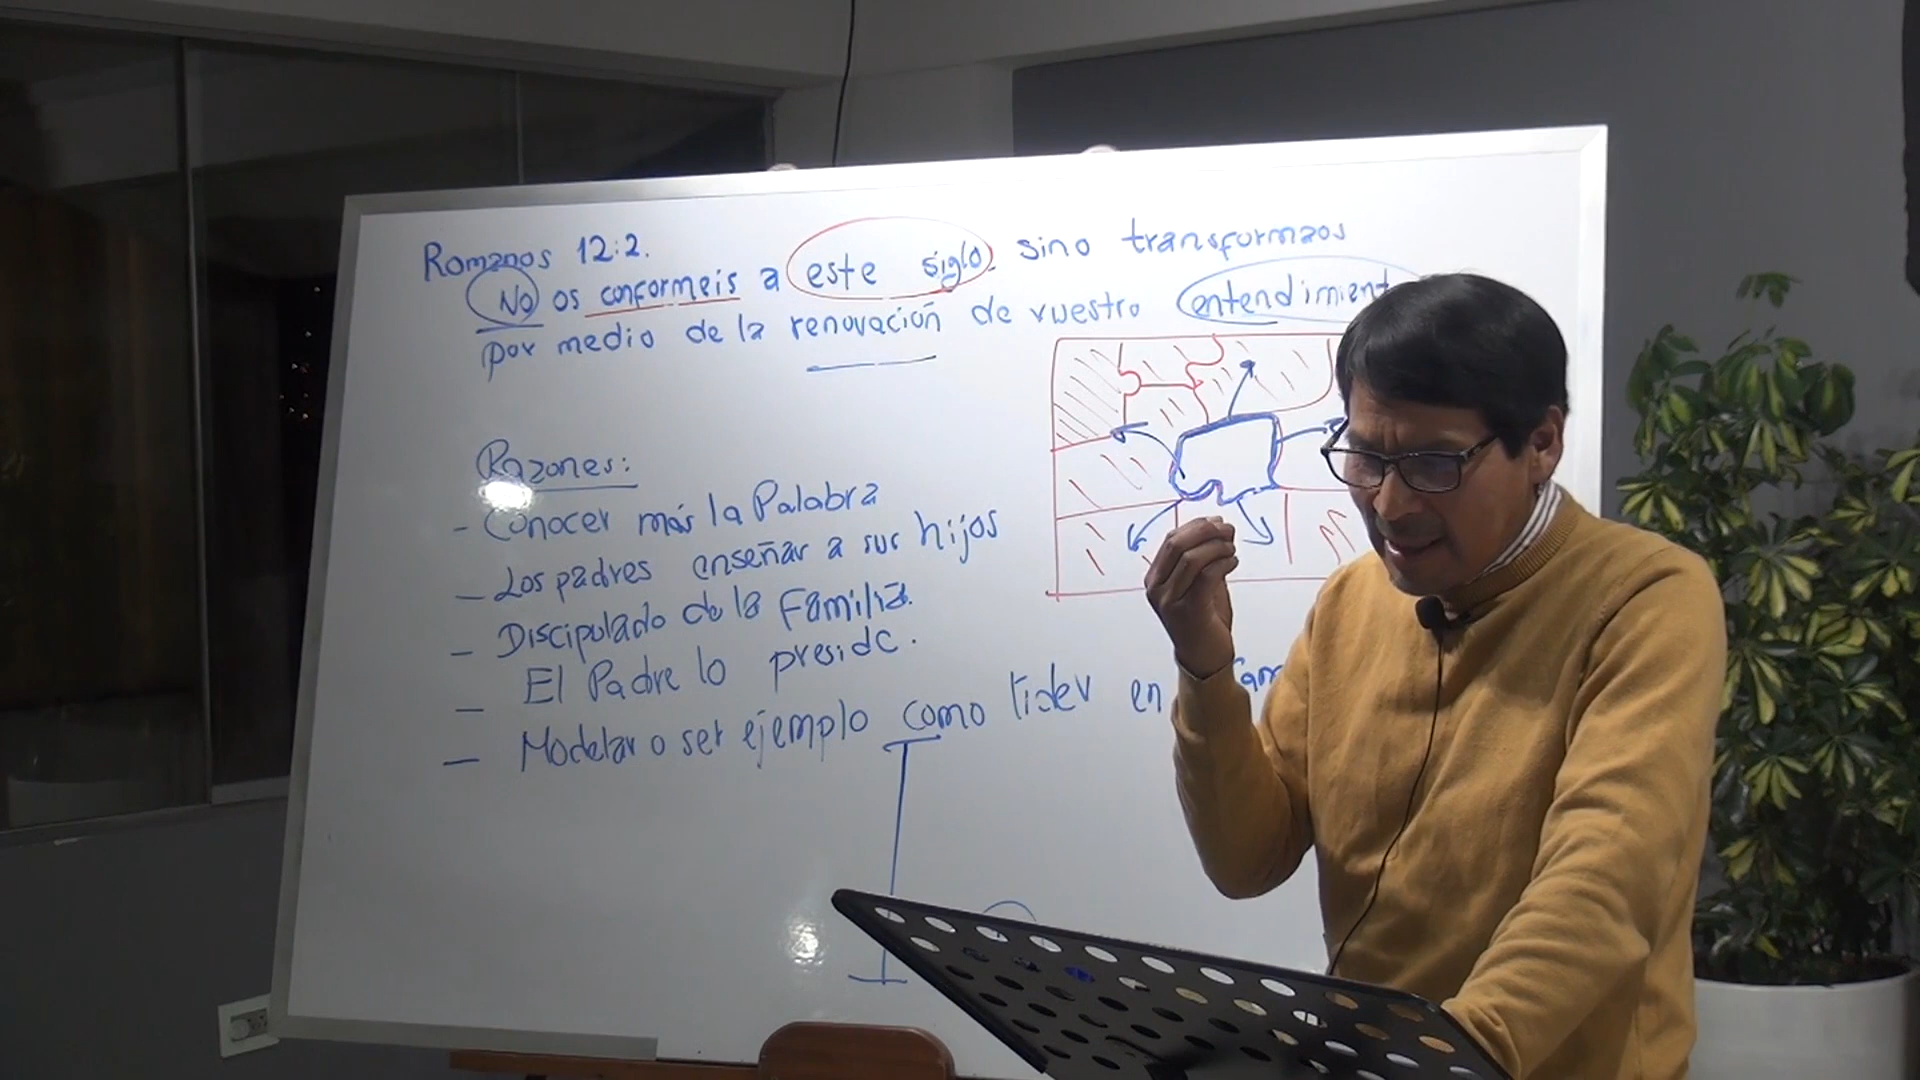 Romanos 12:2.
No os conformeis a este siglo. sino transformaos
por medio de la renovación de vuestro
Razones:
- Conocer más la Palabra
- Los padres enseñar a sus hijos
- Discipulado de la Familia.
- El Padre lo preside.
- Modelar o ser ejemplo como líder en